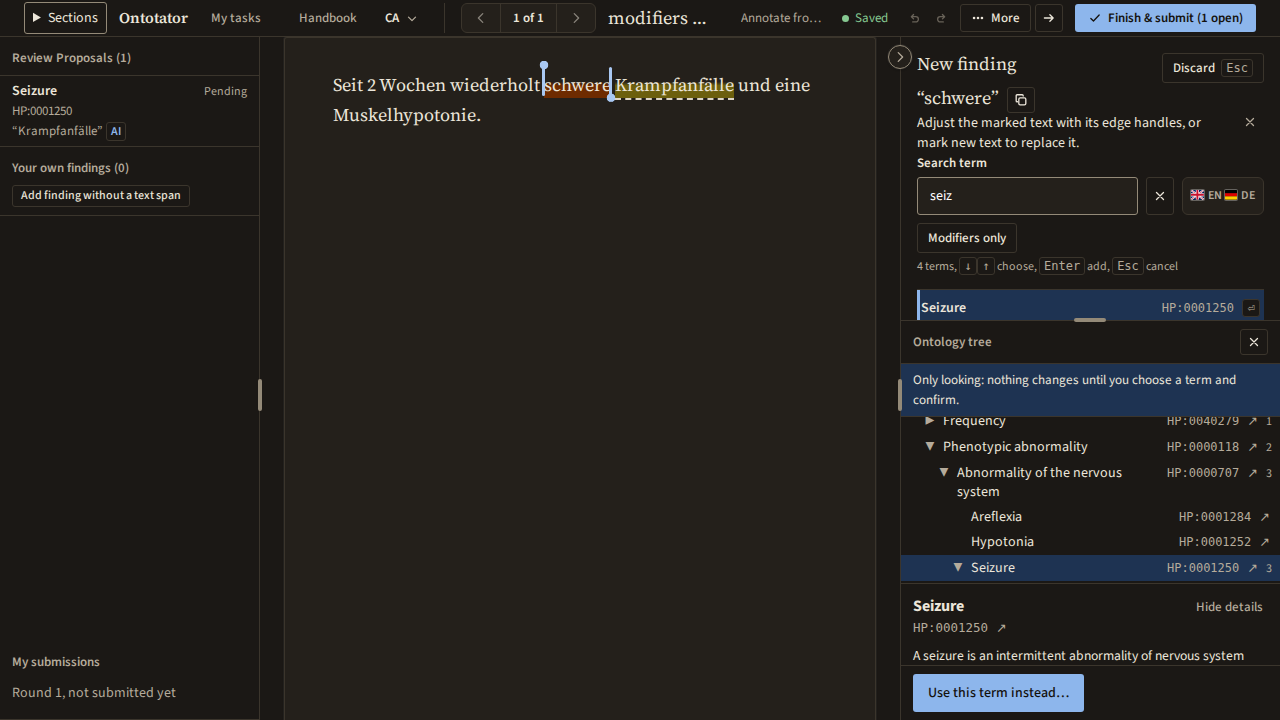 Sections
Ontotator
My tasks
Handbook
CA
1 of 1
modifiers ...
Annotate fro...
Saved
More
Finish & submit (1 open)
Review Proposals (1)
Seizure
Pending
HP:0001250
“Krampfanfälle” AI
Your own findings (0)
Add finding without a text span
My submissions
Round 1, not submitted yet
Seit 2 Wochen wiederholt schwere Krampfanfälle und eine
Muskelhypotonie.
New finding
Discard Esc
“schwere”
Adjust the marked text with its edge handles, or
mark new text to replace it.
Search term
seiz
EN DE
Modifiers only
4 terms, ↓ ↑ choose, Enter add, Esc cancel
Seizure HP:0001250 ⏎
Ontology tree
Only looking: nothing changes until you choose a term and
confirm.
Frequency HP:0040279 ↗ 1
Phenotypic abnormality HP:0000118 ↗ 2
Abnormality of the nervous HP:0000707 ↗ 3
system
Areflexia HP:0001284 ↗
Hypotonia HP:0001252 ↗
Seizure HP:0001250 ↗ 3
Seizure
Hide details
HP:0001250 ↗
A seizure is an intermittent abnormality of nervous system
Use this term instead…